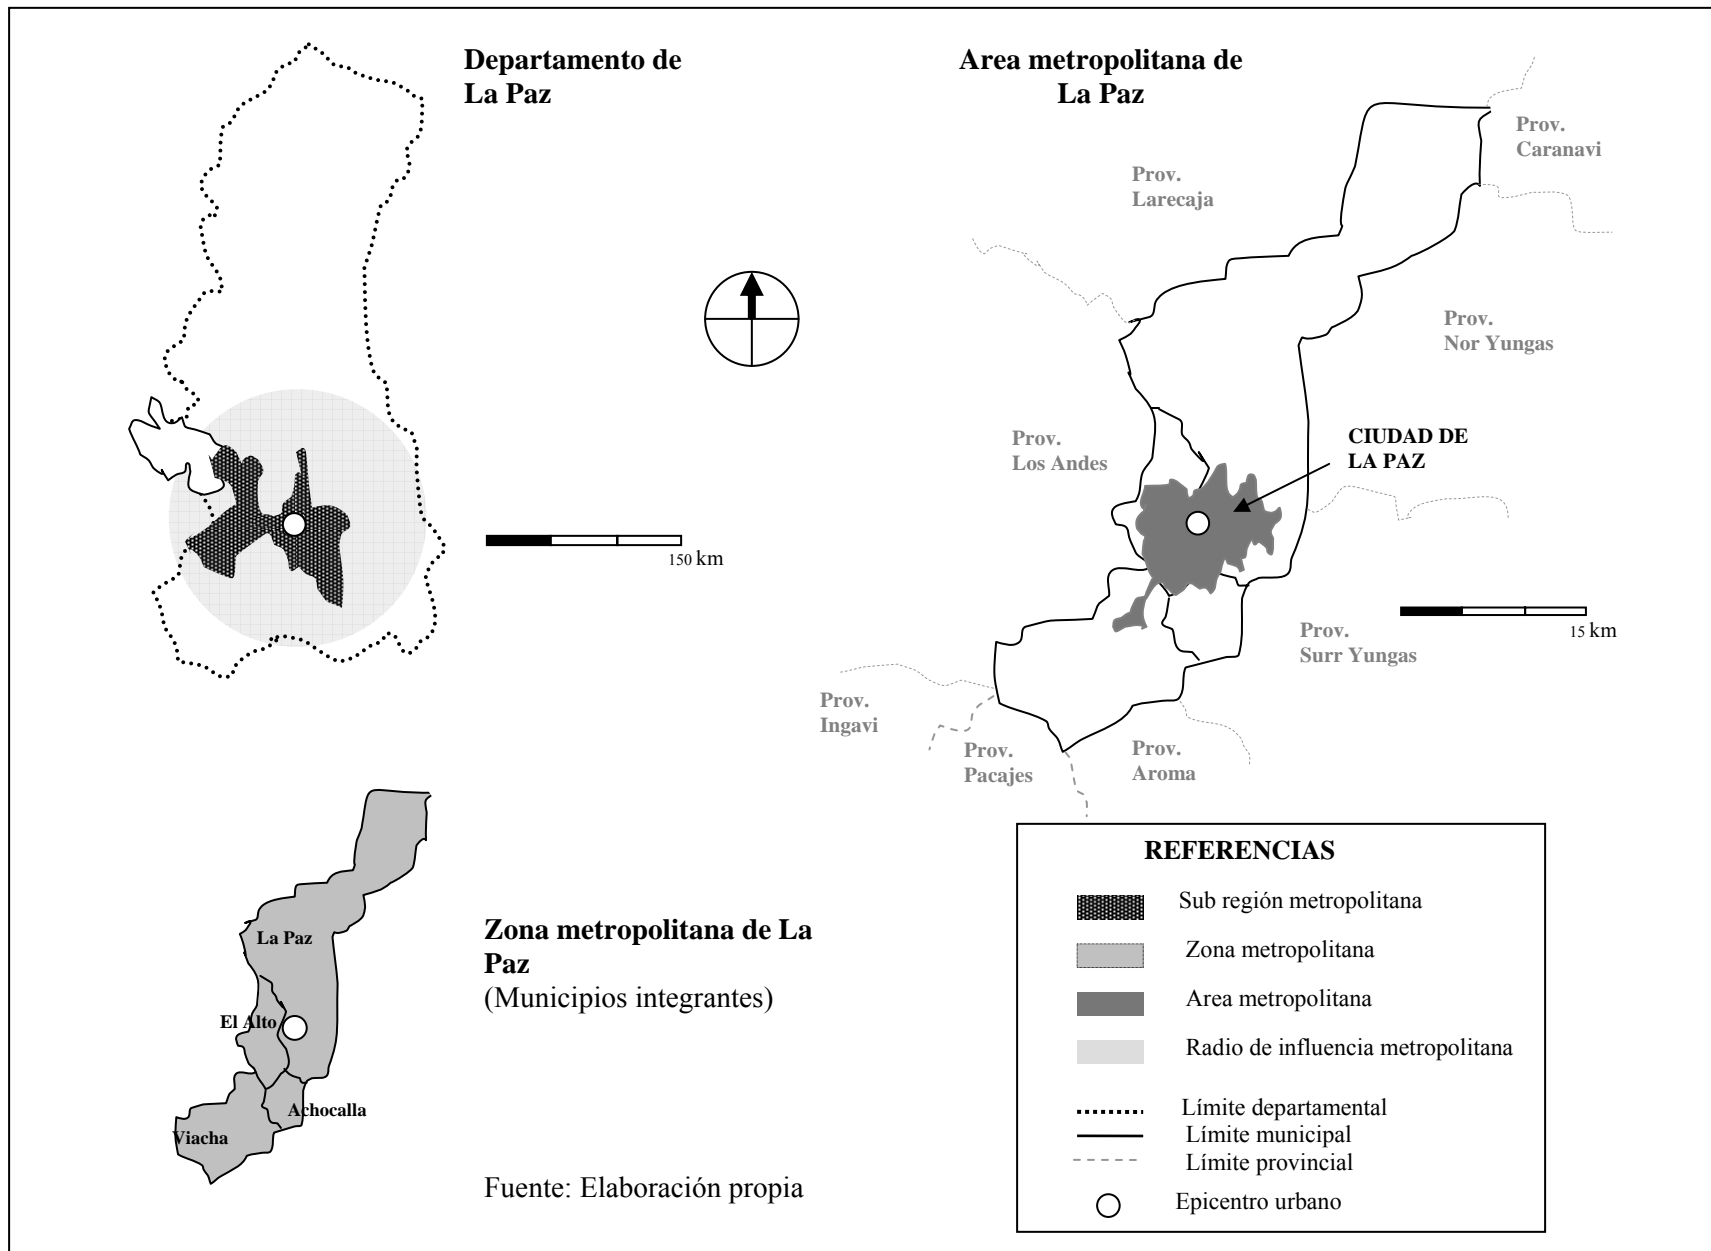 Departamento de
La Paz
Area metropolitana de
La Paz
Prov.
Caranavi
Prov.
Larecaja
Prov.
Nor Yungas
Prov.
Los Andes
CIUDAD DE
LA PAZ
150 km
15 km
Prov.
Surr Yungas
Prov.
Ingavi
Prov.
Pacajes
Prov.
Aroma
La Paz
El Alto
Achocalla
Viacha
Zona metropolitana de La
Paz
(Municipios integrantes)
Fuente: Elaboración propia
REFERENCIAS
Sub región metropolitana
Zona metropolitana
Area metropolitana
Radio de influencia metropolitana
Límite departamental
Límite municipal
Límite provincial
Epicentro urbano